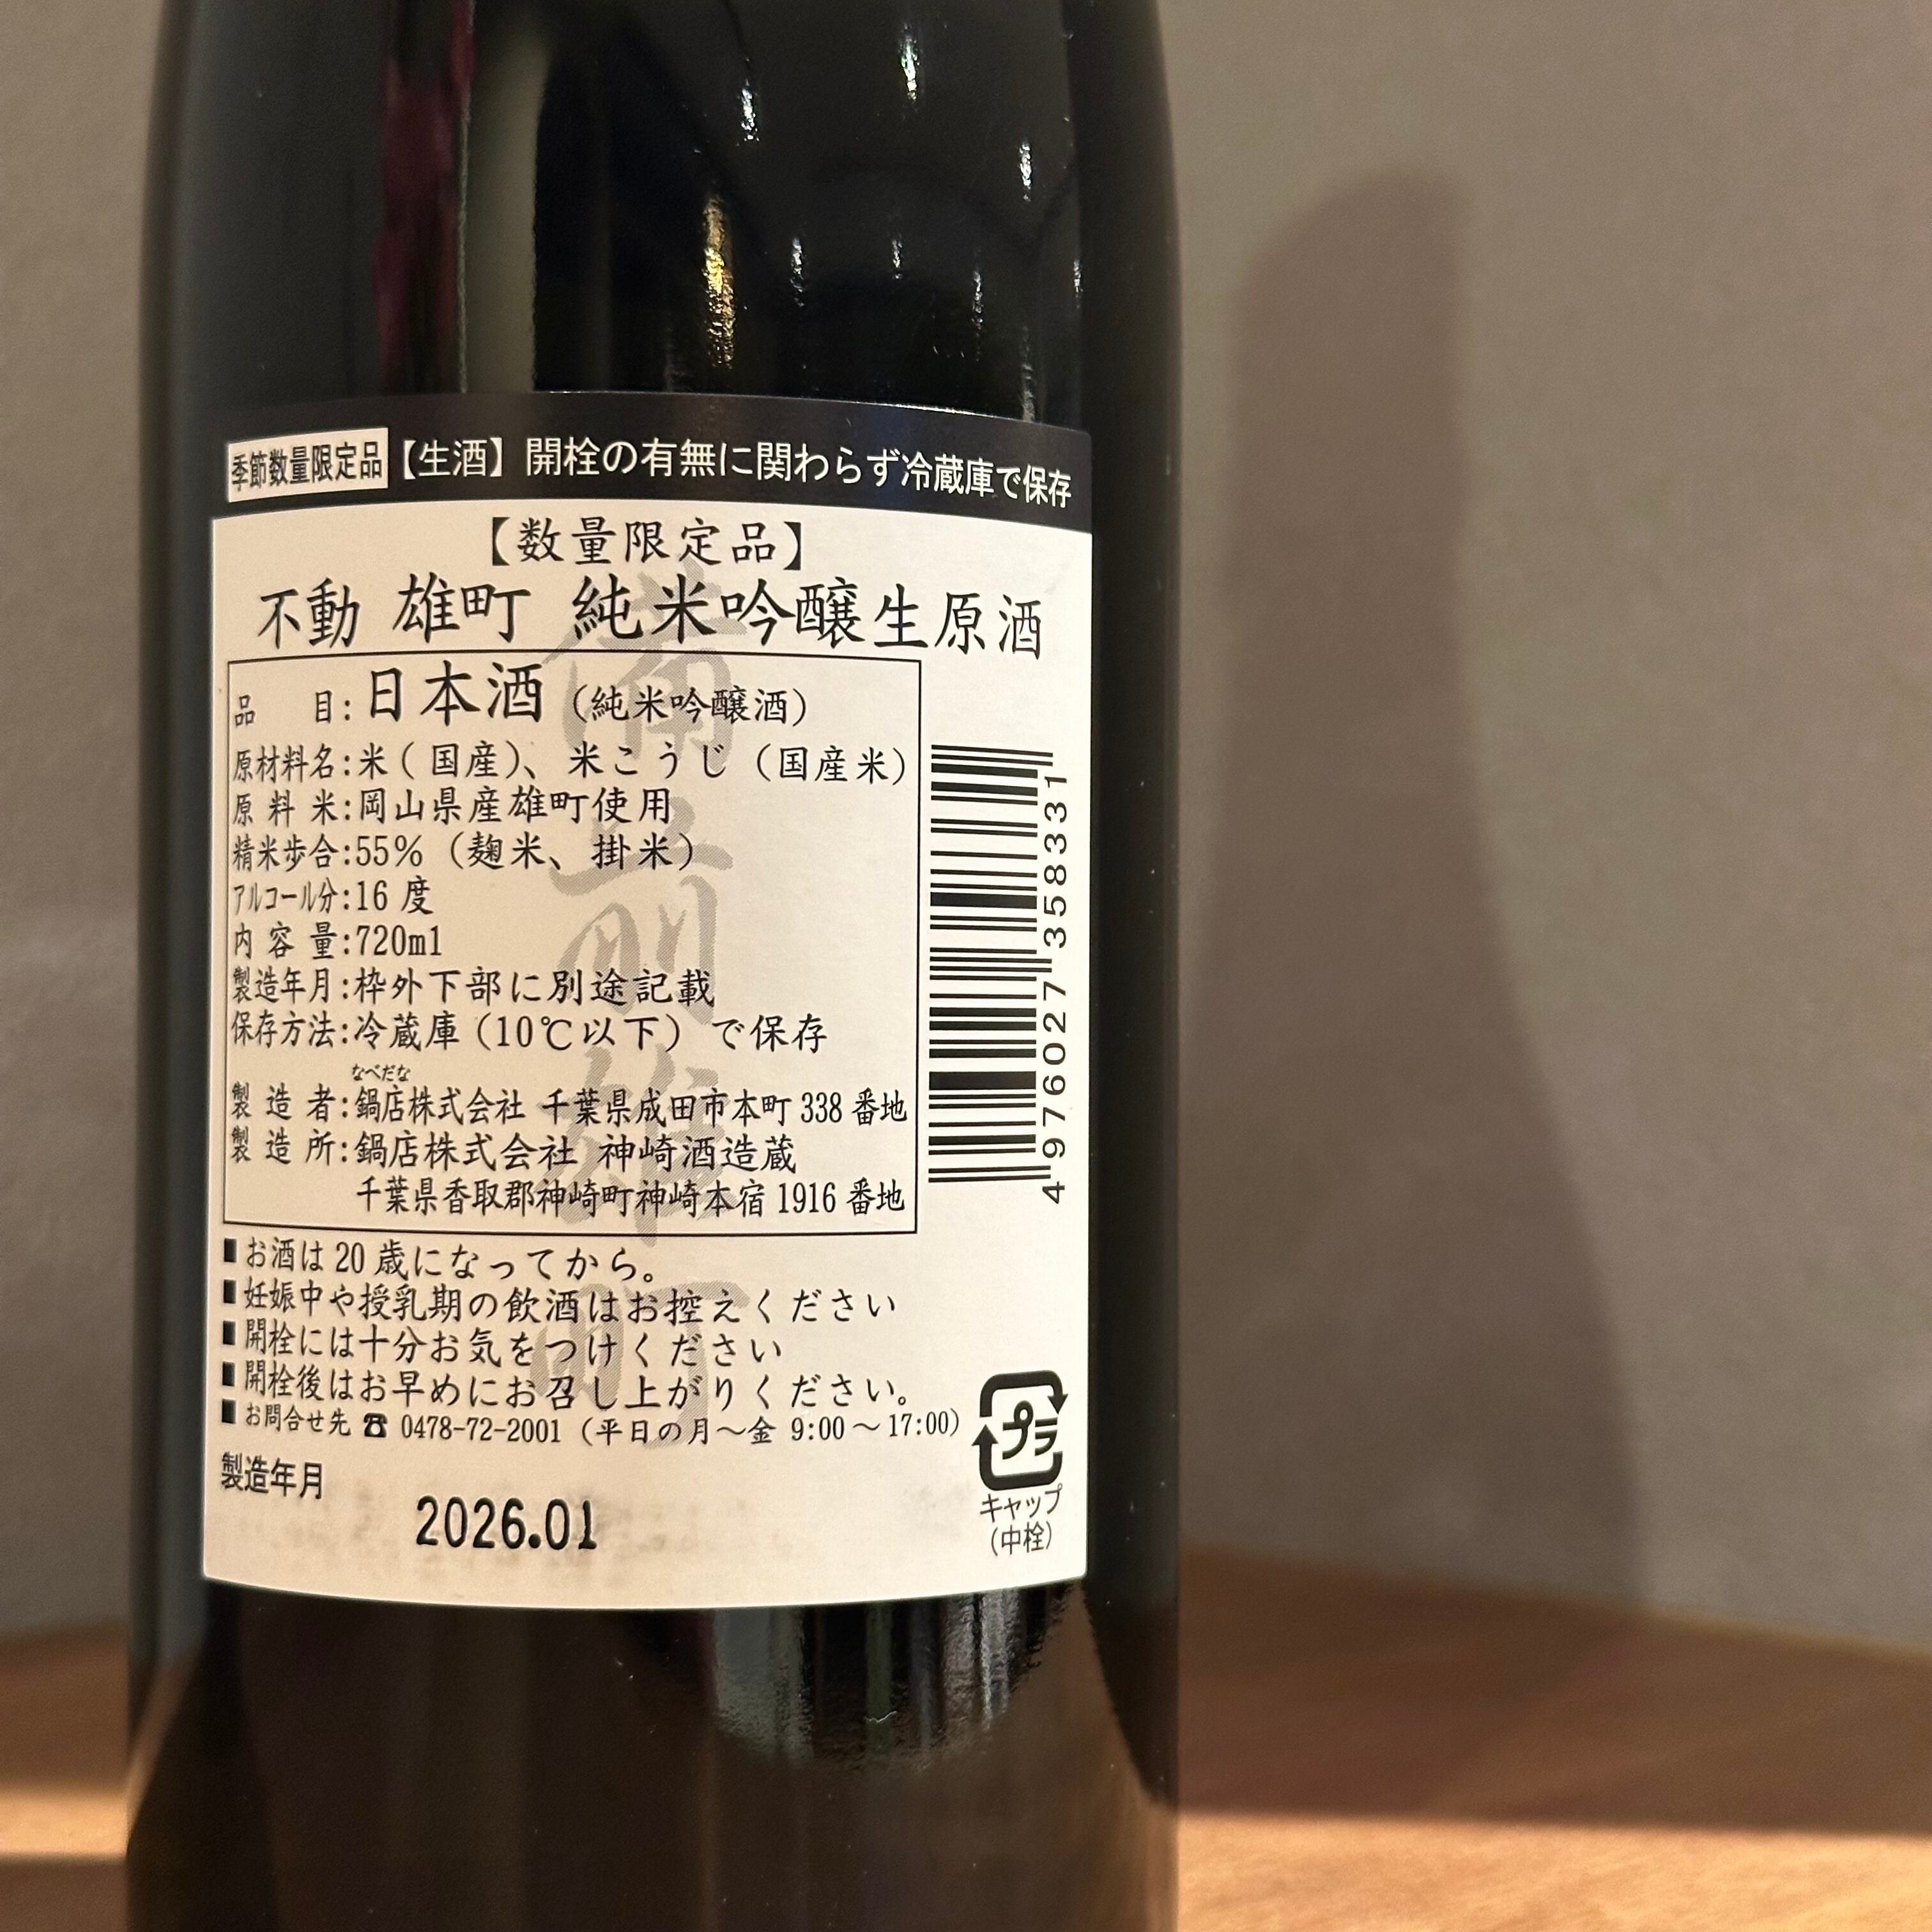 季節数量限定品【生酒】開栓の有無に関わらず冷蔵庫で保存
【数量限定品】
不動 雄町 純米吟醸生原酒
備前雄町
品 目:日本酒(純米吟醸酒)
原材料名:米(国産)、米こうじ(国産米)
原 料 米:岡山県産雄町使用
精米歩合:55%(麹米、掛米)
アルコール分:16 度
内 容 量:720ml
製造年月:枠外下部に別途記載
保存方法:冷蔵庫(10℃以下)で保存
なべだな
製 造 者:鍋店株式会社 千葉県成田市本町 338 番地
製 造 所:鍋店株式会社 神崎酒造蔵
千葉県香取郡神崎町神崎本宿 1916 番地
4 976027 358331
■お酒は 20 歳になってから。
■妊娠中や授乳期の飲酒はお控えください
■開栓には十分お気をつけください
■開栓後はお早めにお召し上がりください。
■お問合せ先 ☎ 0478-72-2001 (平日の月〜金 9:00〜17:00)
プラ
キャップ
(中栓)
製造年月
2026.01